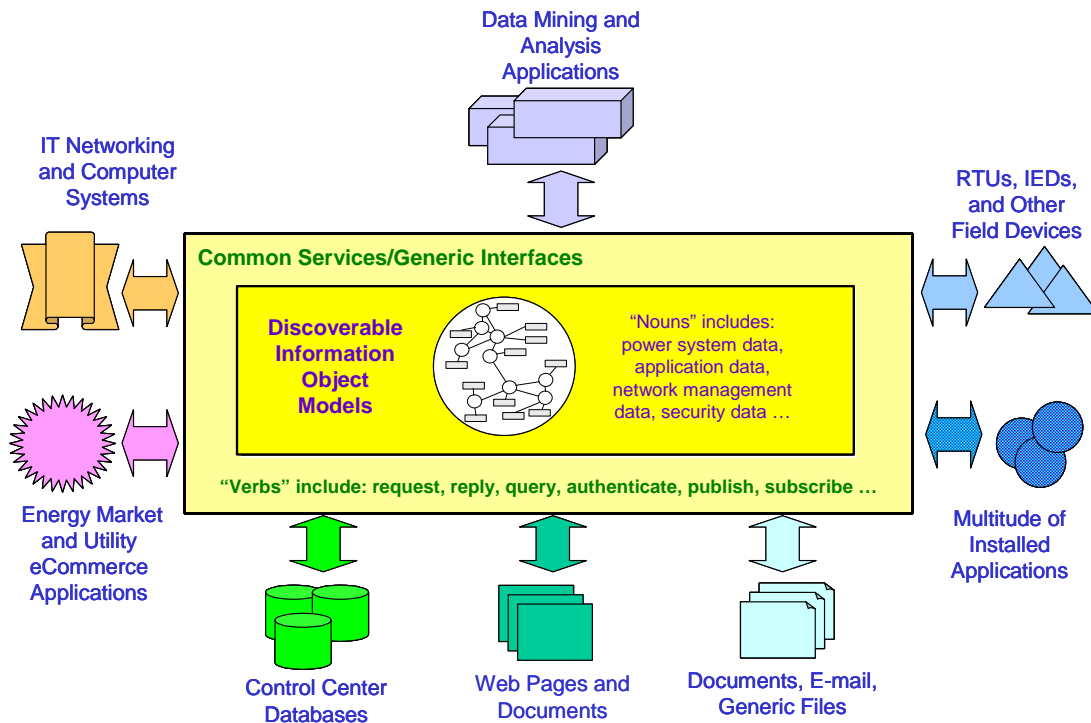 Data Mining and
Analysis
Applications
IT Networking
and Computer
Systems
RTUs, IEDs,
and Other
Field Devices
Common Services/Generic Interfaces
Discoverable
Information
Object
Models
“Nouns” includes:
power system data,
application data,
network management
data, security data …
“Verbs” include: request, reply, query, authenticate, publish, subscribe …
Energy Market
and Utility
eCommerce
Applications
Multitude of
Installed
Applications
Control Center
Databases
Web Pages and
Documents
Documents, E-mail,
Generic Files